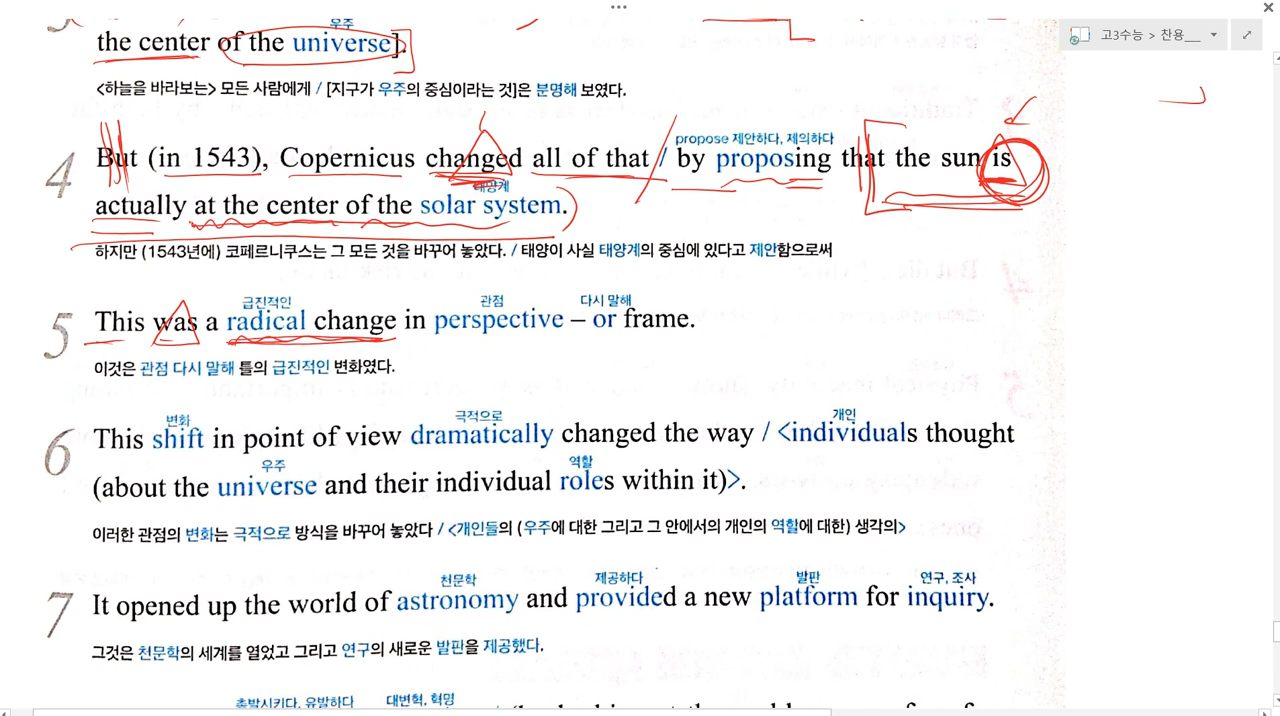 고3수능 > 찬용__
우주
the center of the universe].
<하늘을 바라보는> 모든 사람에게 / [지구가 우주의 중심이라는 것]은 분명해 보였다.
propose 제안하다, 제의하다
4 But (in 1543), Copernicus changed all of that / by proposing that the sun is
태양계
actually at the center of the solar system.
하지만 (1543년에) 코페르니쿠스는 그 모든 것을 바꾸어 놓았다. / 태양이 사실 태양계의 중심에 있다고 제안함으로써
급진적인 관점 다시 말해
5 This was a radical change in perspective – or frame.
이것은 관점 다시 말해 틀의 급진적인 변화였다.
변화 극적으로 개인
6 This shift in point of view dramatically changed the way / <individuals thought
우주 역할
(about the universe and their individual roles within it)>.
이러한 관점의 변화는 극적으로 방식을 바꾸어 놓았다 / <개인들의 (우주에 대한 그리고 그 안에서의 개인의 역할에 대한) 생각의>
천문학 제공하다 발판 연구, 조사
7 It opened up the world of astronomy and provided a new platform for inquiry.
그것은 천문학의 세계를 열었고 그리고 연구의 새로운 발판을 제공했다.
촉발시키다, 유발하다 대변혁, 혁명